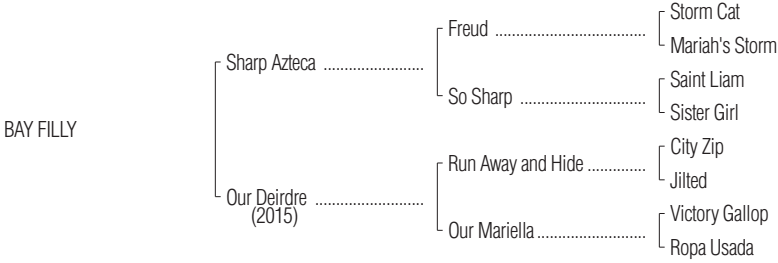 Storm Cat
Freud ......................................
Mariah's Storm
Sharp Azteca ........................
Saint Liam
So Sharp ................................
Sister Girl
BAY FILLY
City Zip
Run Away and Hide ...............
Jilted
Our Deirdre ..........................
(2015)
Victory Gallop
Our Mariella ...........................
Ropa Usada